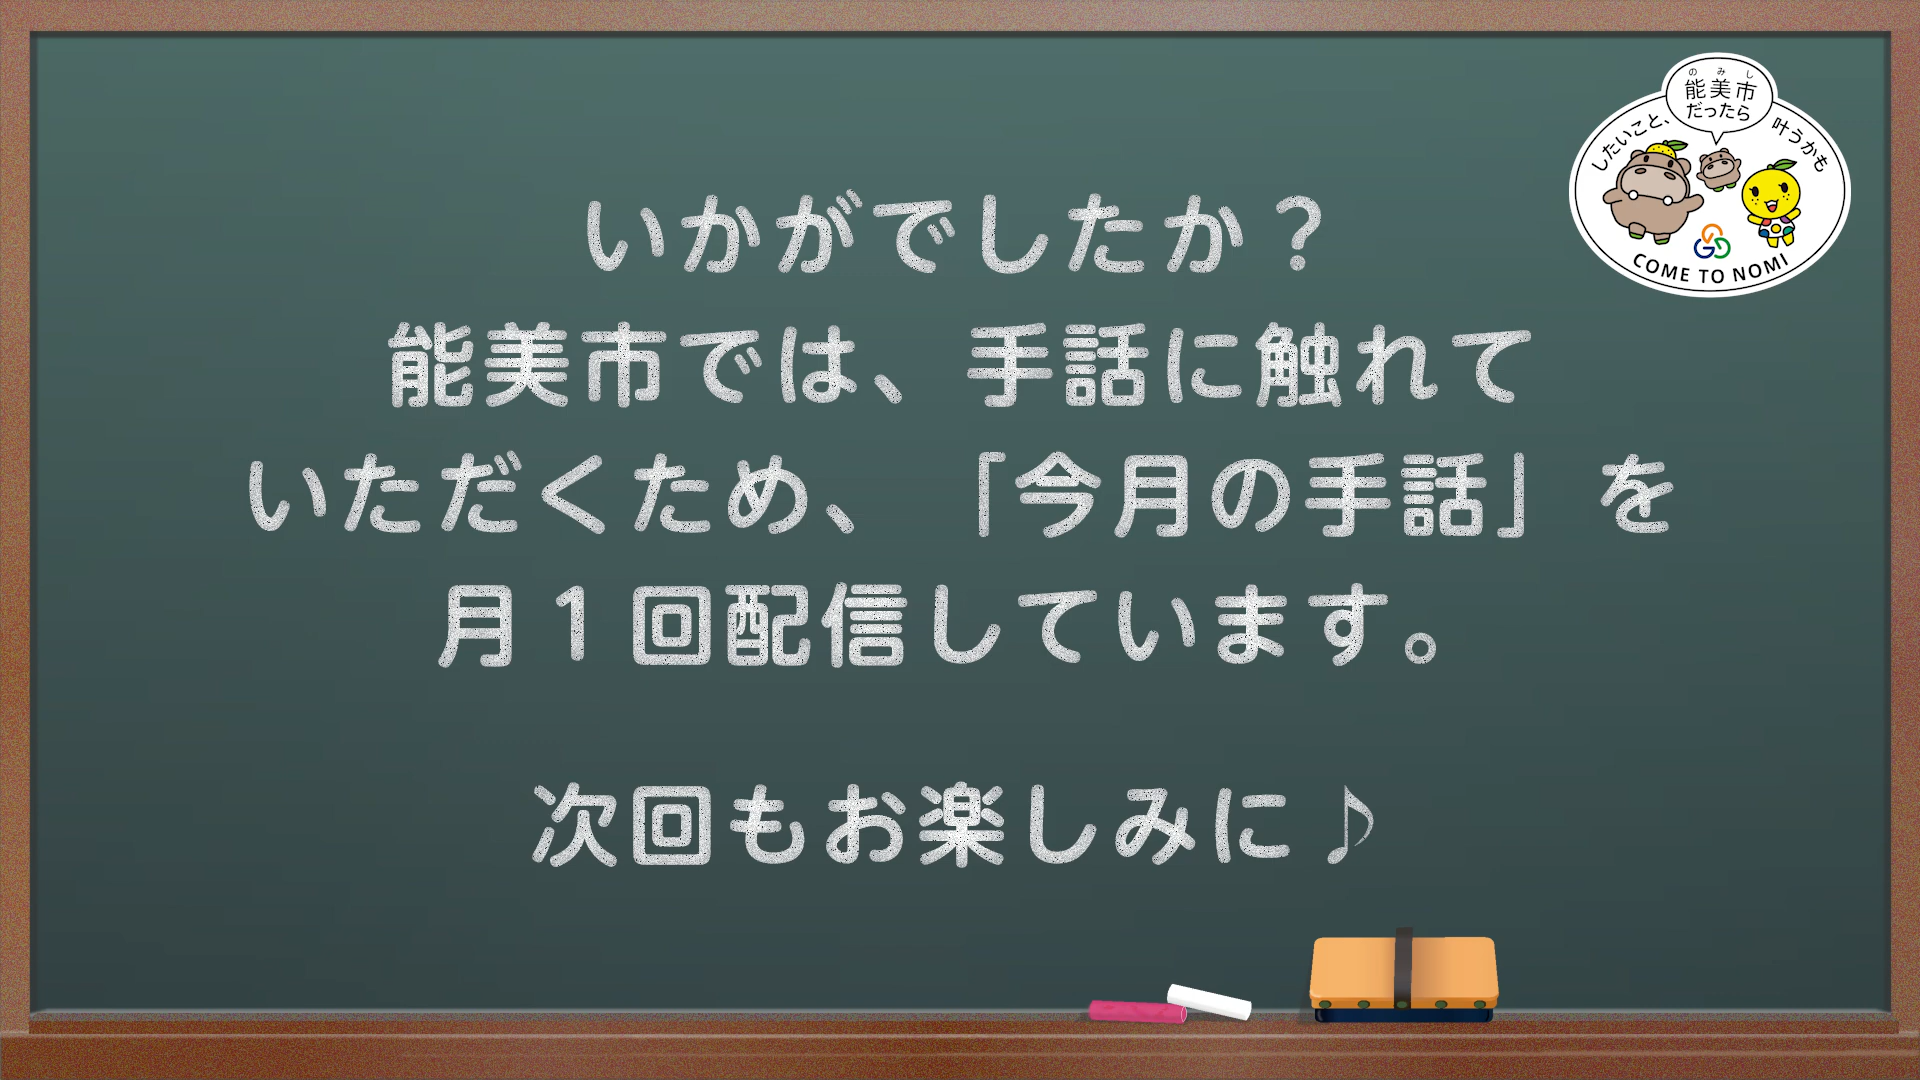 いかがでしたか？
能美市では、手話に触れて
いただくため、「今月の手話」を
月１回配信しています。
次回もお楽しみに♪
のみし
能美市
だったら
したいこと、
叶うかも
COME TO NOMI